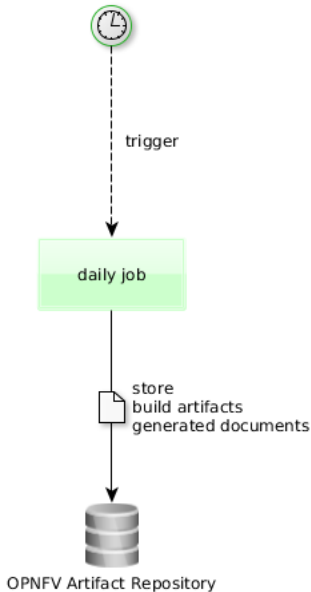 trigger
daily job
store
build artifacts
generated documents
OPNFV Artifact Repository